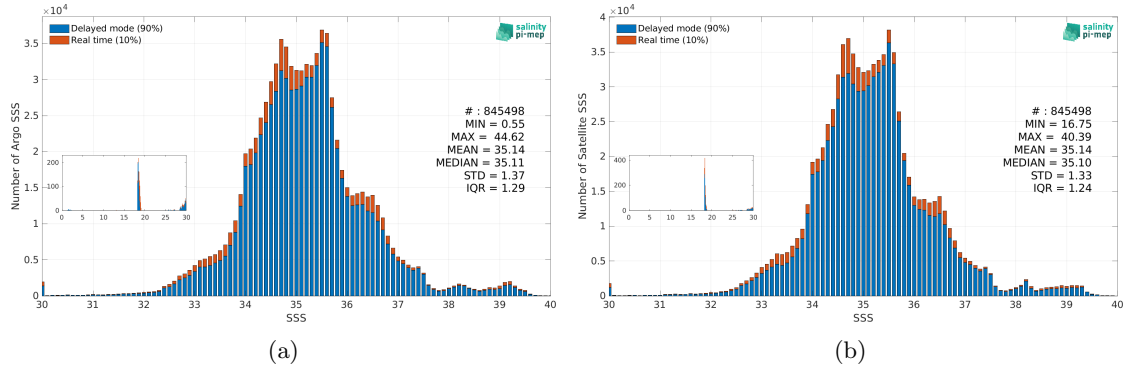 ×10^4
Delayed mode (90%)
Real time (10%)
salinity
pi-mep
Number of Argo SSS
3.5
3
2.5
2
1.5
1
0.5
0
# : 845498
MIN = 0.55
MAX = 44.62
MEAN = 35.14
MEDIAN = 35.11
STD = 1.37
IQR = 1.29
200
100
0
0 5 10 15 20 25 30
30 31 32 33 34 35 36 37 38 39 40
SSS
(a)
×10^4
Delayed mode (90%)
Real time (10%)
salinity
pi-mep
Number of Satellite SSS
4
3.5
3
2.5
2
1.5
1
0.5
0
# : 845498
MIN = 16.75
MAX = 40.39
MEAN = 35.14
MEDIAN = 35.10
STD = 1.33
IQR = 1.24
400
200
0
0 5 10 15 20 25 30
30 31 32 33 34 35 36 37 38 39 40
SSS
(b)